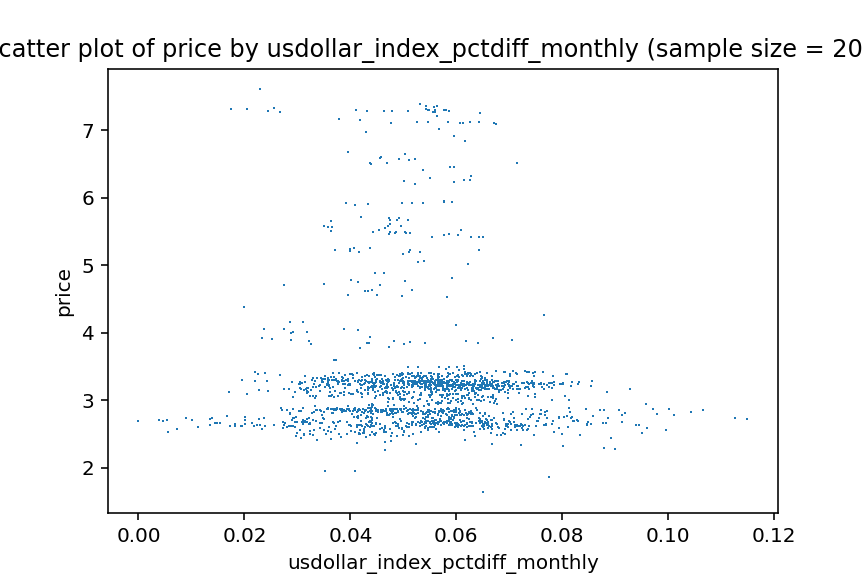 catter plot of price by usdollar_index_pctdiff_monthly (sample size = 20
7
6
5
4
3
2
price
0.00 0.02 0.04 0.06 0.08 0.10 0.12
usdollar_index_pctdiff_monthly